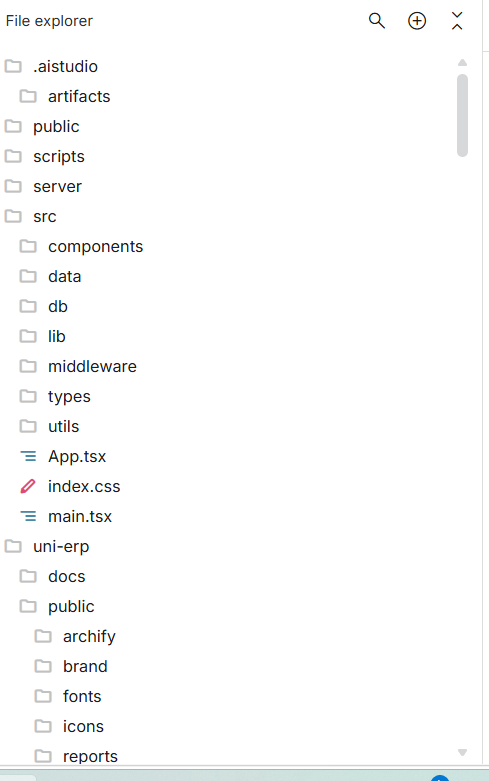 File explorer
.aistudio
artifacts
public
scripts
server
src
components
data
db
lib
middleware
types
utils
App.tsx
index.css
main.tsx
uni-erp
docs
public
archify
brand
fonts
icons
reports